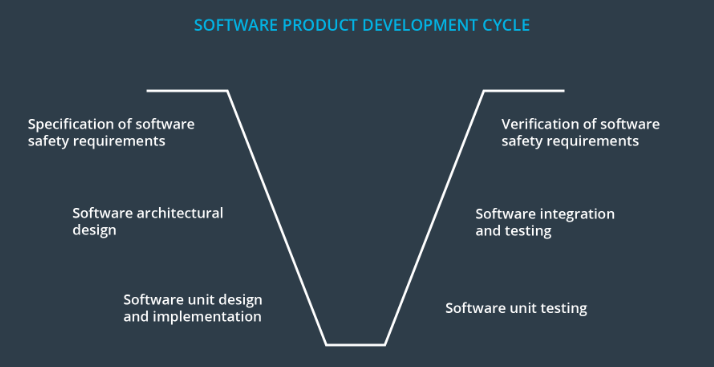 SOFTWARE PRODUCT DEVELOPMENT CYCLE
Specification of software
safety requirements
Verification of software
safety requirements
Software architectural
design
Software integration
and testing
Software unit design
and implementation
Software unit testing